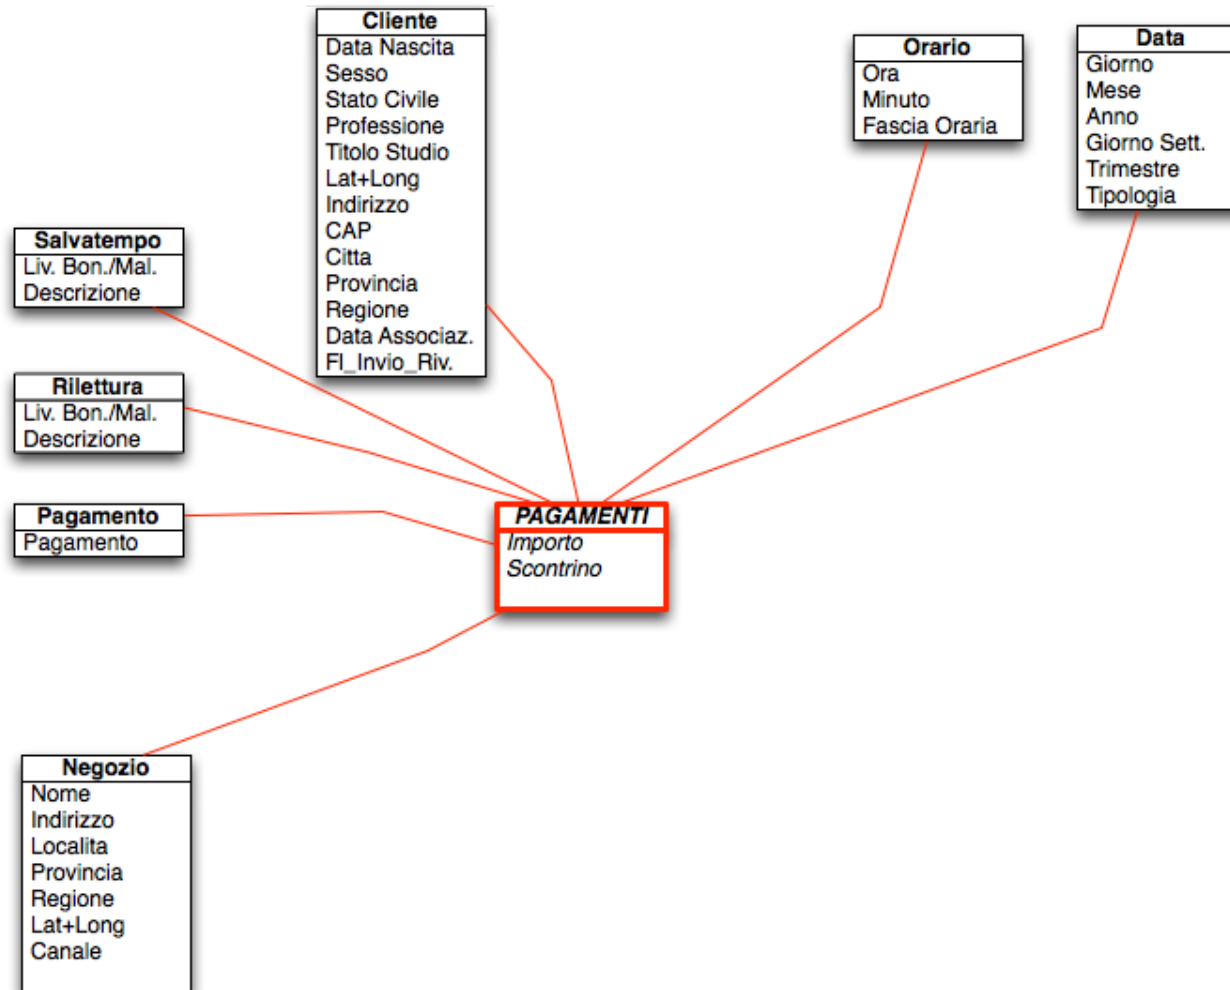 Cliente
Data Nascita
Sesso
Stato Civile
Professione
Titolo Studio
Lat+Long
Indirizzo
CAP
Citta
Provincia
Regione
Data Associaz.
Fl_Invio_Riv.
Orario
Ora
Minuto
Fascia Oraria
Data
Giorno
Mese
Anno
Giorno Sett.
Trimestre
Tipologia
Salvatempo
Liv. Bon./Mal.
Descrizione
Rilettura
Liv. Bon./Mal.
Descrizione
Pagamento
Pagamento
PAGAMENTI
Importo
Scontrino
Negozio
Nome
Indirizzo
Localita
Provincia
Regione
Lat+Long
Canale